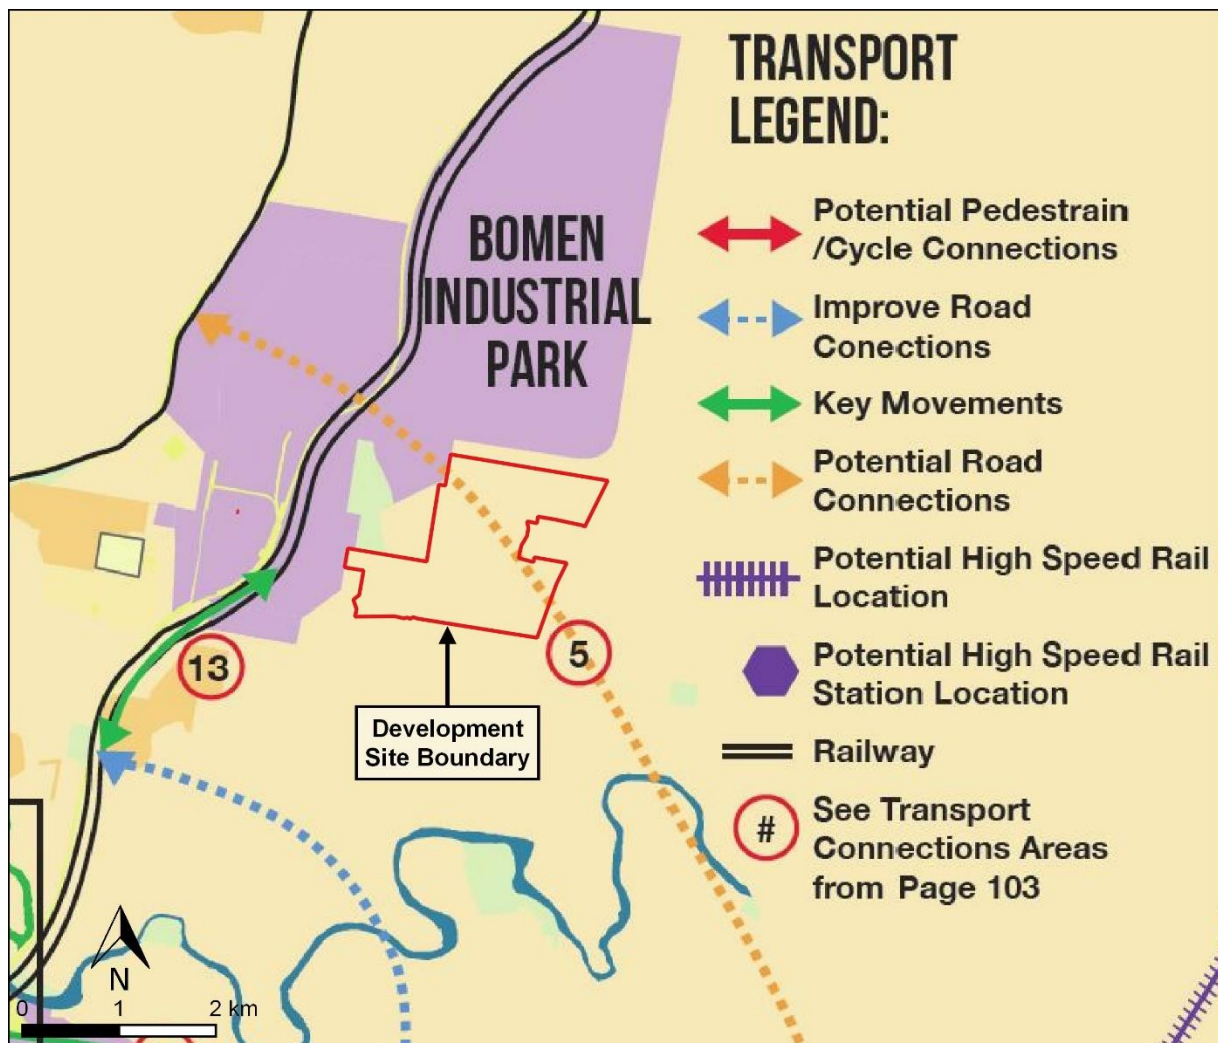 TRANSPORT
LEGEND:
Potential Pedestrain
/Cycle Connections
Improve Road
Conections
Key Movements
Potential Road
Connections
Potential High Speed Rail
Location
Potential High Speed Rail
Station Location
Railway
#
See Transport
Connections Areas
from Page 103
BOMEN
INDUSTRIAL
PARK
13
5
Development
Site Boundary
N
0 1 2 km